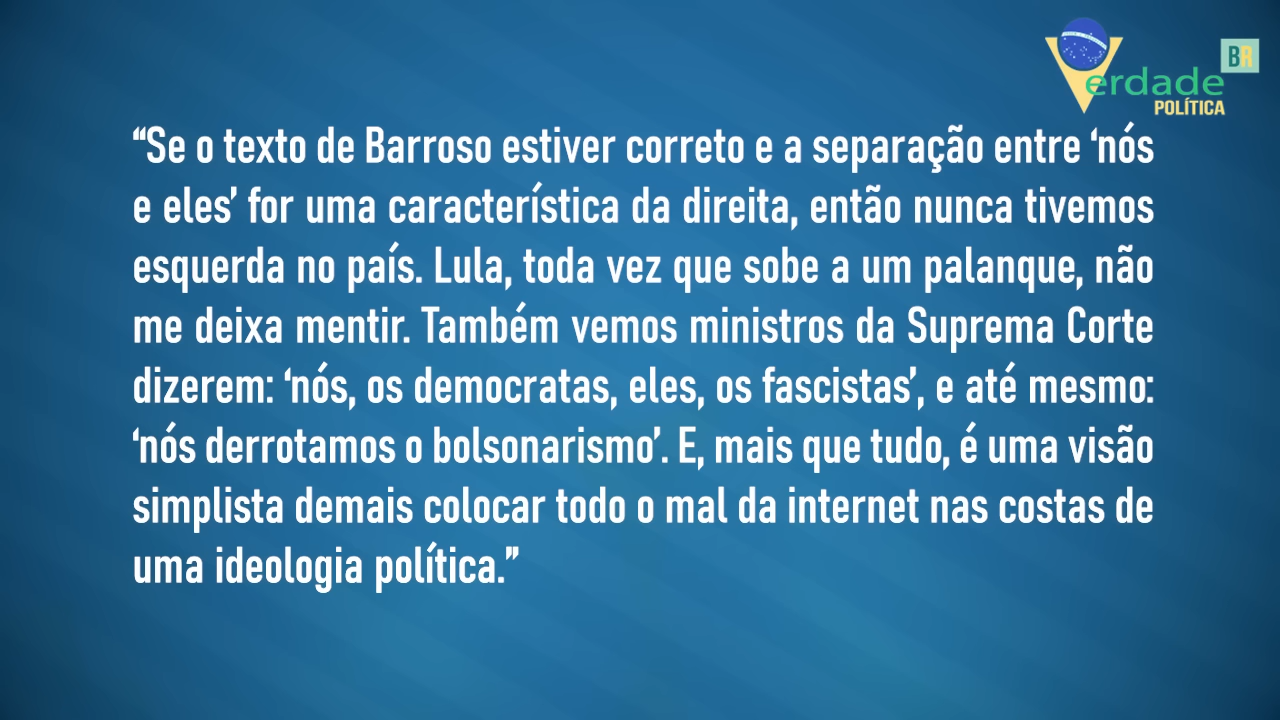 erdade
BR
POLÍTICA
“Se o texto de Barroso estiver correto e a separação entre ‘nós
e eles’ for uma característica da direita, então nunca tivemos
esquerda no país. Lula, toda vez que sobe a um palanque, não
me deixa mentir. Também vemos ministros da Suprema Corte
dizerem: ‘nós, os democratas, eles, os fascistas’, e até mesmo:
‘nós derrotamos o bolsonarismo’. E, mais que tudo, é uma visão
simplista demais colocar todo o mal da internet nas costas de
uma ideologia política.”